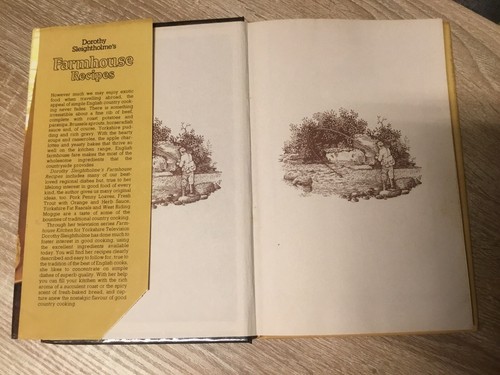 Dorothy
Sleightholme's
Farmhouse
Recipes
However much we may enjoy exotic
food when travelling abroad, the
appeal of simple English country cook-
ing never fades. There is something
irresistible about a fine rib of beef,
complete with roast potatoes and
parsnips, Brussels sprouts, horseradish
sauce and, of course, Yorkshire pud-
ding and rich gravy. With the hearty
soups and casseroles, the apple char-
lottes and yeasty bakes that thrive so
well on the kitchen range, English
farmhouse fare makes the most of the
wholesome ingredients that the
countryside provides.
Dorothy Sleightholme's Farmhouse
Recipes includes many of our best-
loved regional dishes but, true to her
lifelong interest in good food of every
kind, the author gives us many original
ideas, too. Pork Penny Loaves, Fresh
Trout with Orange and Herb Sauce,
Yorkshire Fat Rascals and West Riding
Moggie are a taste of some of the
bounties of traditional country cooking.
Through her television series Farm-
house Kitchen for Yorkshire Television
Dorothy Sleightholme has done much to
foster interest in good cooking, using
the excellent ingredients available
today. You will find her recipes clearly
described and easy to follow for, true to
the tradition of the best of English cooks,
she likes to concentrate on simple
dishes of superb quality. With her help
you can fill your kitchen with the rich
aroma of a succulent roast or the spicy
scent of fresh-baked bread, and cap-
ture anew the nostalgic flavour of good
country cooking.